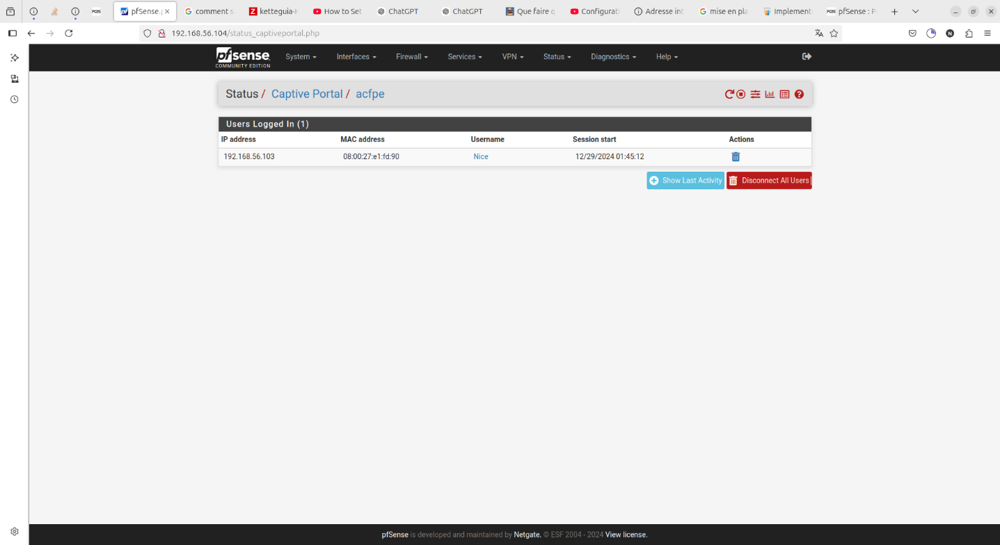 pfSense.p
comment s
ketteguia-
How to Set
ChatGPT
ChatGPT
Que faire q
Configurati
Adresse int
mise en pla
Implement
pfSense : P
192.168.56.104/status_captiveportal.php
pfsense
COMMUNITY EDITION
System
Interfaces
Firewall
Services
VPN
Status
Diagnostics
Help
Status / Captive Portal / acfpe
Users Logged In (1)
IP address MAC address Username Session start Actions
192.168.56.103 08:00:27:e1:fd:90 Nice 12/29/2024 01:45:12
Show Last Activity
Disconnect All Users
pfSense is developed and maintained by Netgate. © ESF 2004 - 2024 View license.